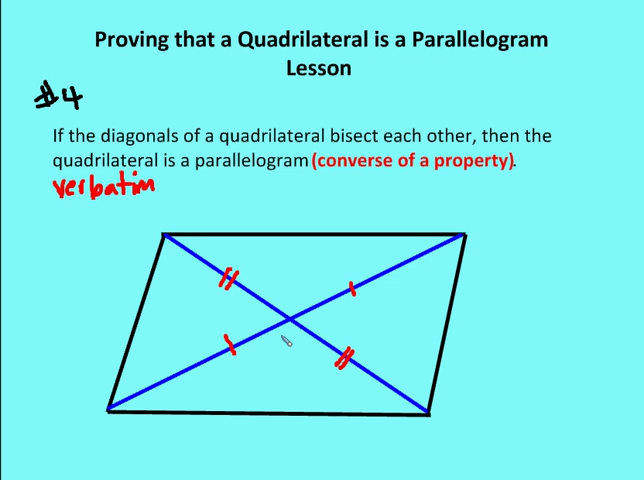 Proving that a Quadrilateral is a Parallelogram
Lesson
#4
If the diagonals of a quadrilateral bisect each other, then the
quadrilateral is a parallelogram (converse of a property).
verbatim